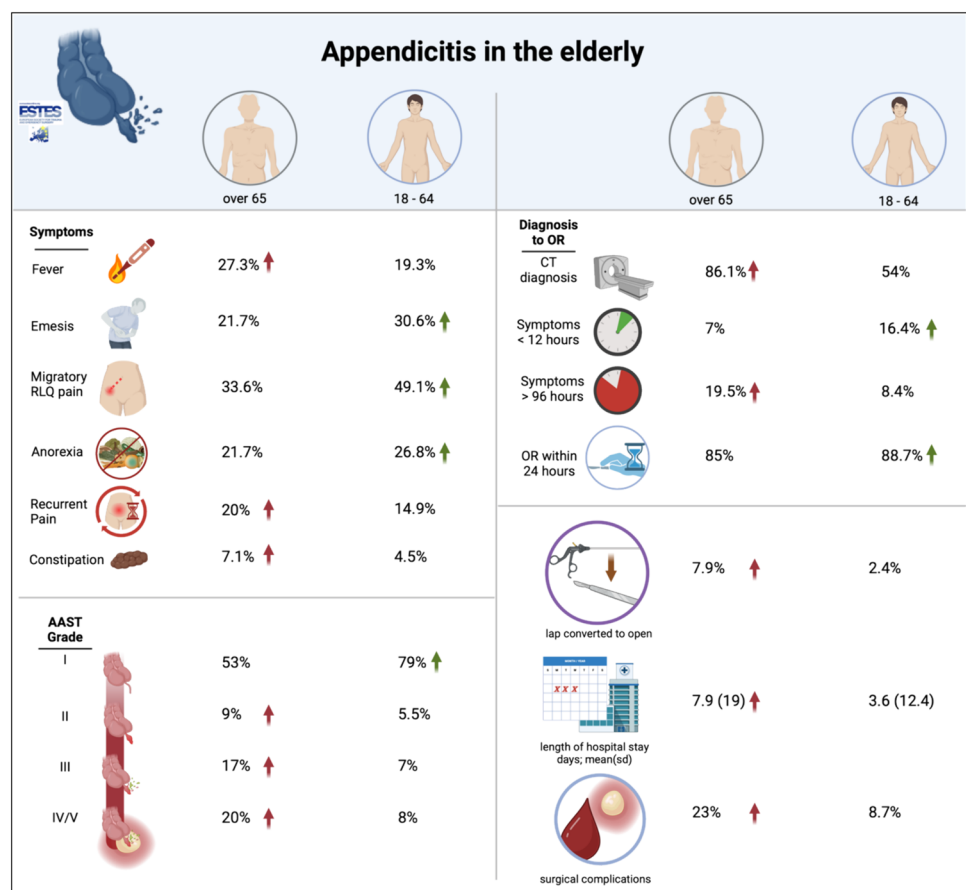 Appendicitis in the elderly
ESTES
over 65
18 - 64
over 65
18 - 64
Symptoms
Fever
27.3%
19.3%
Emesis
21.7%
30.6%
Migratory
RLQ pain
33.6%
49.1%
Anorexia
21.7%
26.8%
Recurrent
Pain
20%
14.9%
Constipation
7.1%
4.5%
AAST
Grade
I
53%
79%
II
9%
5.5%
III
17%
7%
IV/V
20%
8%
Diagnosis
to OR
CT
diagnosis
86.1%
54%
Symptoms
< 12 hours
7%
16.4%
Symptoms
> 96 hours
19.5%
8.4%
OR within
24 hours
85%
88.7%
7.9%
2.4%
lap converted to open
MONTH / YEAR
S M T W T F S
X X X
7.9 (19)
3.6 (12.4)
length of hospital stay
days; mean(sd)
23%
8.7%
surgical complications